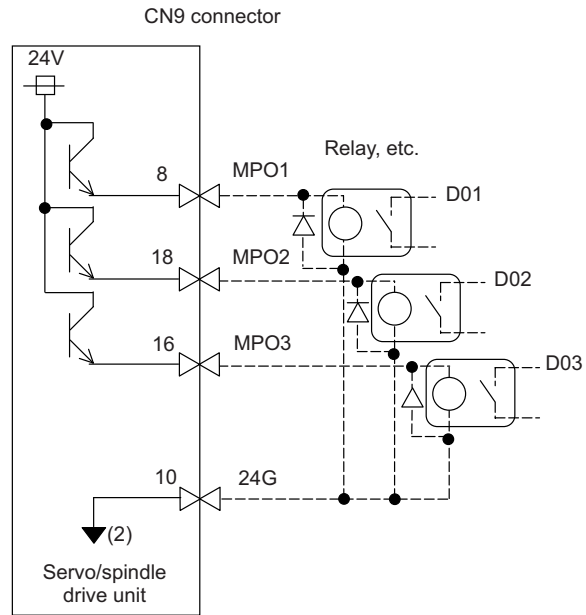 CN9 connector
24V
Relay, etc.
8 MPO1
D01
18 MPO2
D02
16 MPO3
D03
10 24G
(2)
Servo/spindle
drive unit